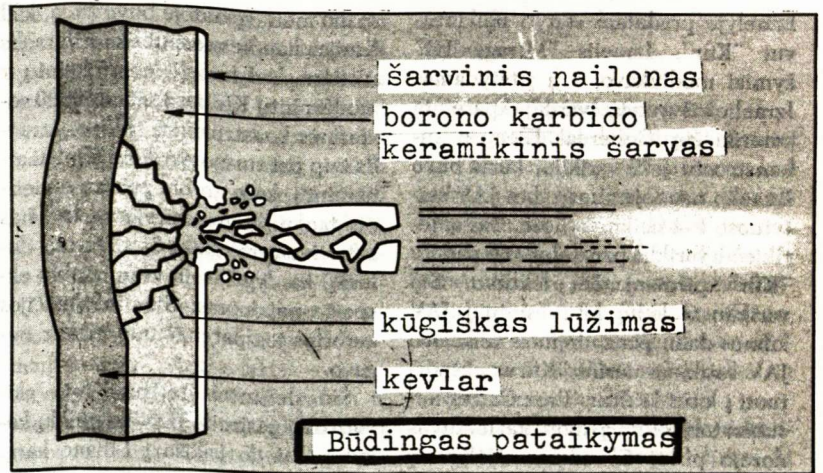 šarvinis nailonas
borono karbido
keramikinis šarvas
kūgiškas lūžimas
kevlar
Būdingas pataikymas